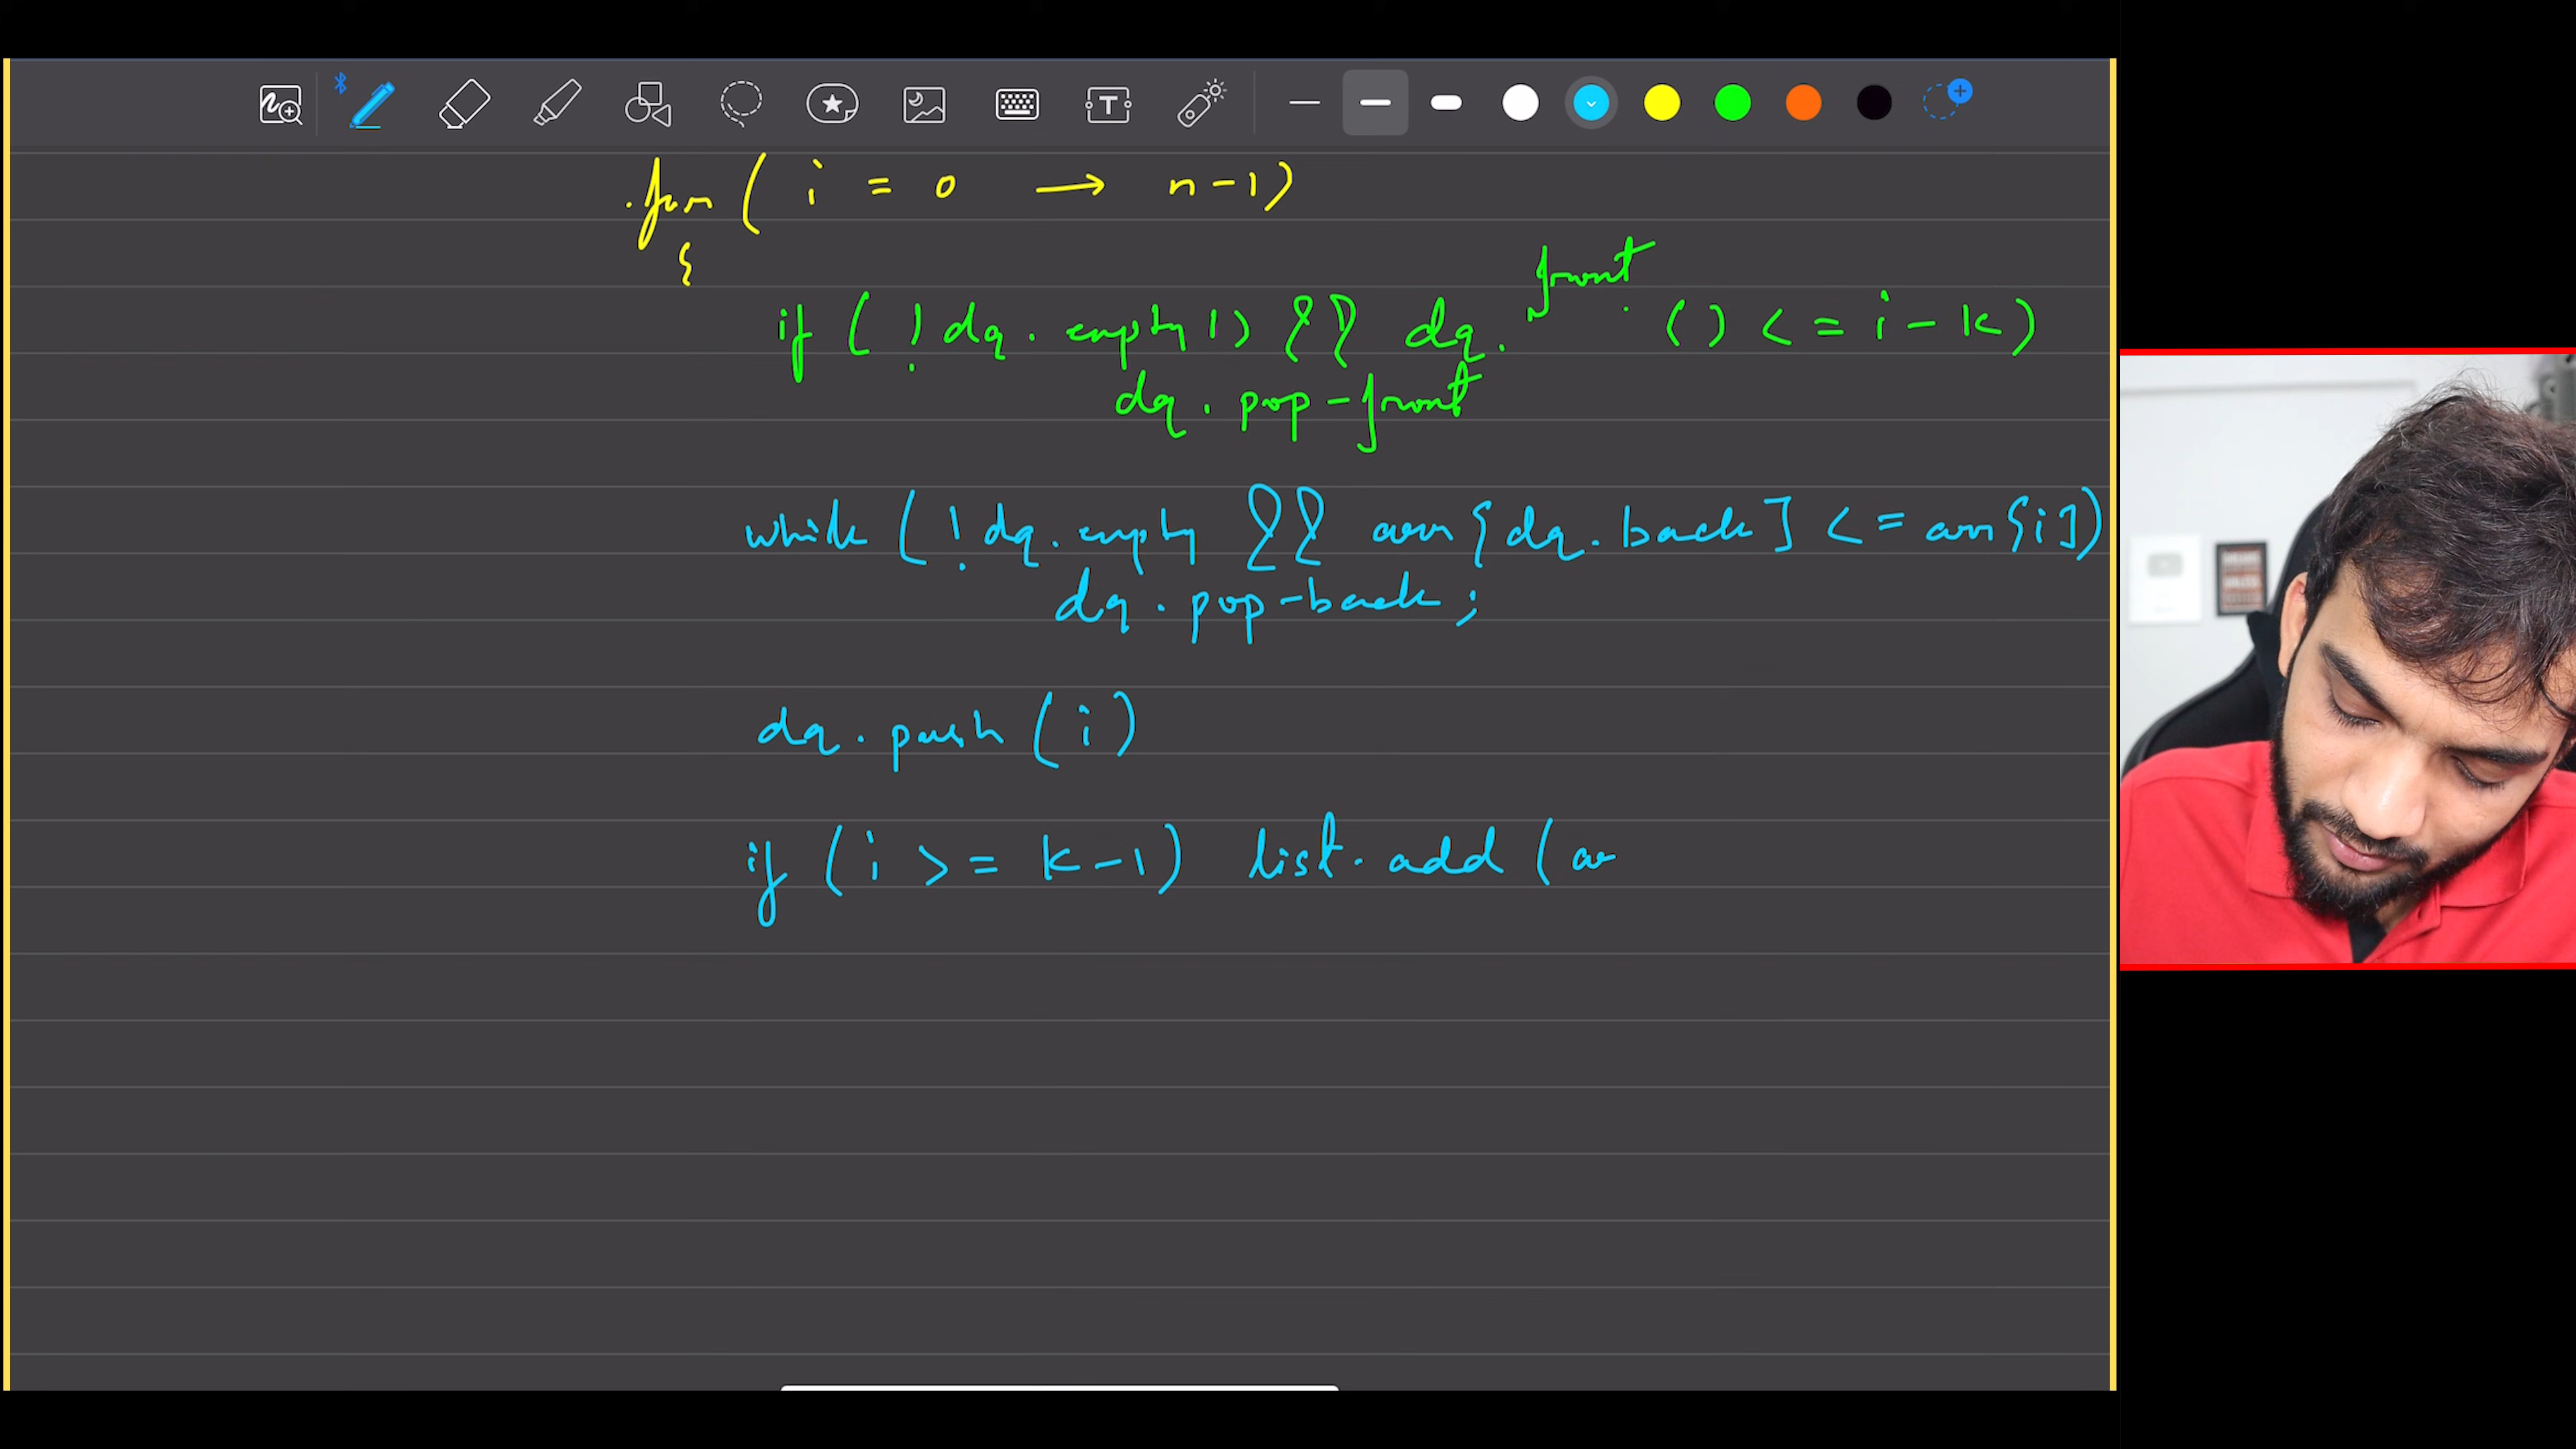 for ( i = 0 → n-1)
{
if ( ! dq . empty () && dq . front () <= i - k)
dq . pop - front
while ( ! dq . empty && arr [ dq . back ] <= arr [i])
dq . pop - back ;
dq . push ( i )
if ( i >= k - 1) list . add ( ar